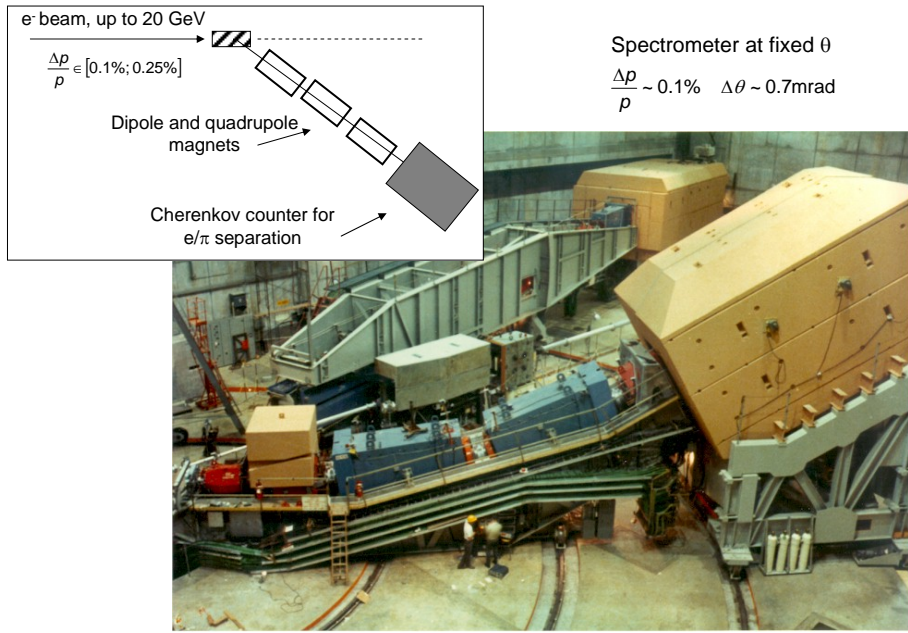 e⁻ beam, up to 20 GeV
Δp/p ∈ [0.1%; 0.25%]
Dipole and quadrupole
magnets
Cherenkov counter for
e/π separation
Spectrometer at fixed θ
Δp/p ~ 0.1%   Δθ ~ 0.7mrad